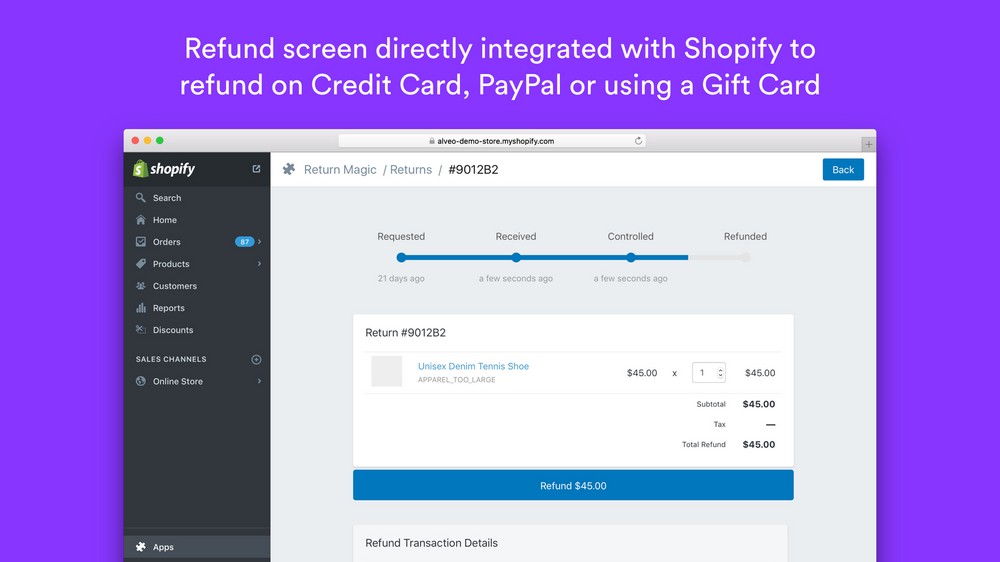 Refund screen directly integrated with Shopify to
refund on Credit Card, PayPal or using a Gift Card
alveo-demo-store.myshopify.com
shopify
Return Magic / Returns / #9012B2
Back
Search
Home
Orders 87
Products
Customers
Reports
Discounts
SALES CHANNELS
Online Store
Apps
Requested Received Controlled Refunded
21 days ago a few seconds ago a few seconds ago
Return #9012B2
Unisex Denim Tennis Shoe
APPAREL_TOO_LARGE
$45.00 x 1 $45.00
Subtotal $45.00
Tax —
Total Refund $45.00
Refund $45.00
Refund Transaction Details